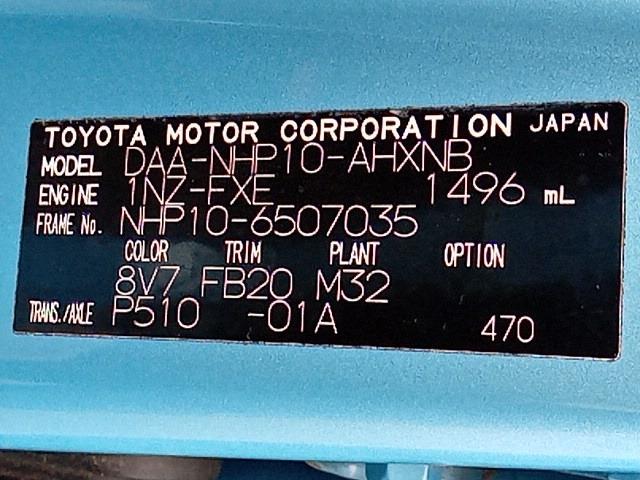 TOYOTA MOTOR CORPORATION JAPAN
MODEL DAA-NHP10-AHXNB
ENGINE 1NZ-FXE 1496 mL
FRAME No. NHP10-6507035
COLOR TRIM PLANT OPTION
8V7 FB20 M32
TRANS./AXLE P510 -01A 470